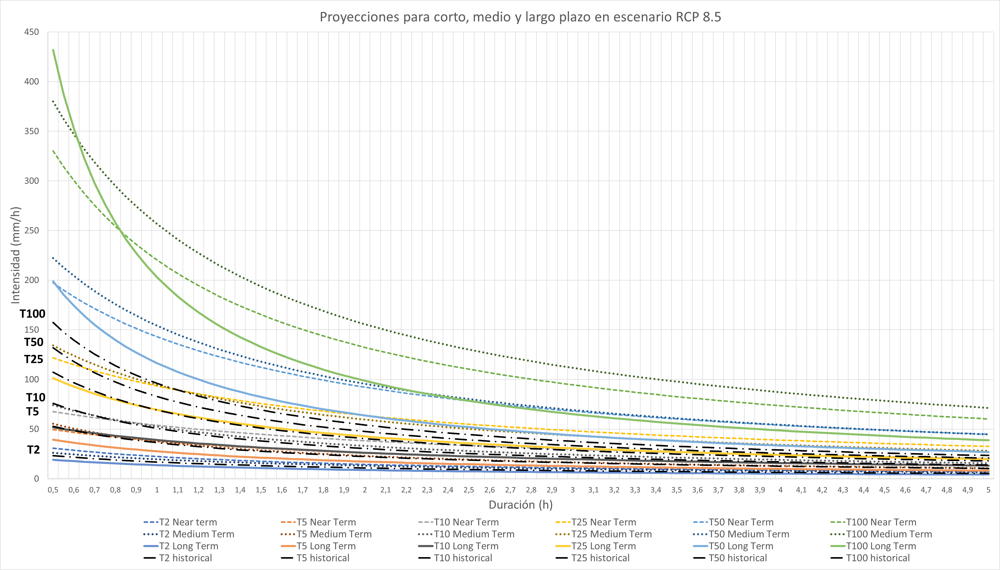 Proyecciones para corto, medio y largo plazo en escenario RCP 8.5
450
400
350
300
250
200
150
100
50
0
Intensidad (mm/h)
T100
T50
T25
T10
T5
T2
0,5 0,6 0,7 0,8 0,9 1 1,1 1,2 1,3 1,4 1,5 1,6 1,7 1,8 1,9 2 2,1 2,2 2,3 2,4 2,5 2,6 2,7 2,8 2,9 3 3,1 3,2 3,3 3,4 3,5 3,6 3,7 3,8 3,9 4 4,1 4,2 4,3 4,4 4,5 4,6 4,7 4,8 4,9 5
Duración (h)
T2 Near term T5 Near Term T10 Near Term T25 Near Term T50 Near Term T100 Near Term
T2 Medium Term T5 Medium Term T10 Medium Term T25 Medium Term T50 Medium Term T100 Medium Term
T2 Long Term T5 Long Term T10 Long Term T25 Long Term T50 Long Term T100 Long Term
T2 historical T5 historical T10 historical T25 historical T50 historical T100 historical